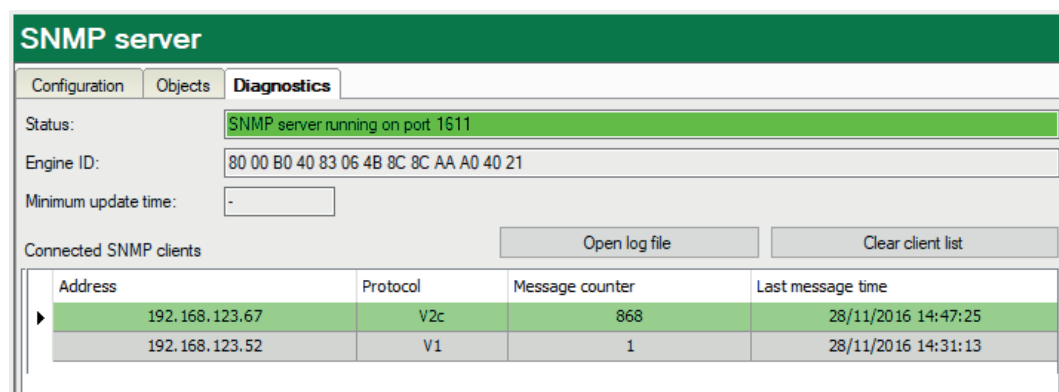 SNMP server
Configuration Objects Diagnostics
Status: SNMP server running on port 1611
Engine ID: 80 00 B0 40 83 06 4B 8C 8C AA A0 40 21
Minimum update time: -
Connected SNMP clients Open log file Clear client list
Address Protocol Message counter Last message time
192.168.123.67 V2c 868 28/11/2016 14:47:25
192.168.123.52 V1 1 28/11/2016 14:31:13